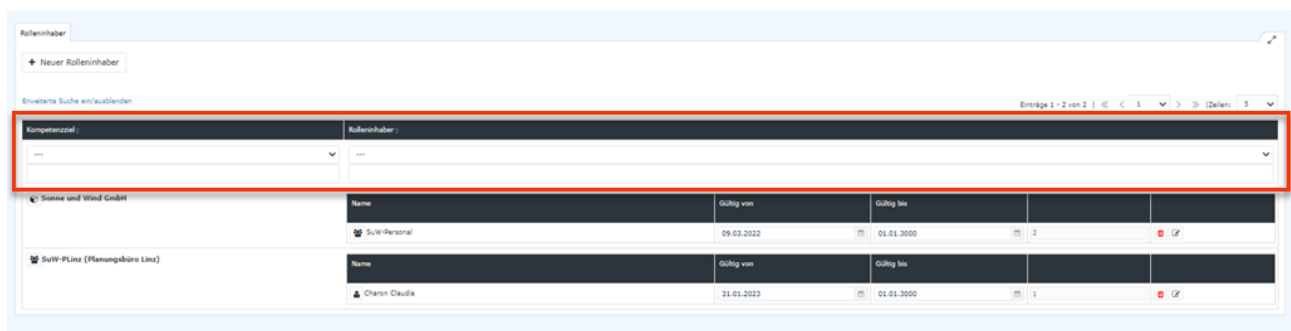 Rolleninhaber
+ Neuer Rolleninhaber
Erweiterte Suche ein/ausblenden
Einträge 1 - 2 von 2 | 1 |Zeilen: 5
Kompetenzziel Rolleninhaber
--- ---
Sonne und Wind GmbH
Name Gültig von Gültig bis
SuW-Personal 09.03.2022 01.01.3000 2
SuW-PLinz (Planungsbüro Linz)
Name Gültig von Gültig bis
Charon Claudia 31.01.2023 01.01.3000 1